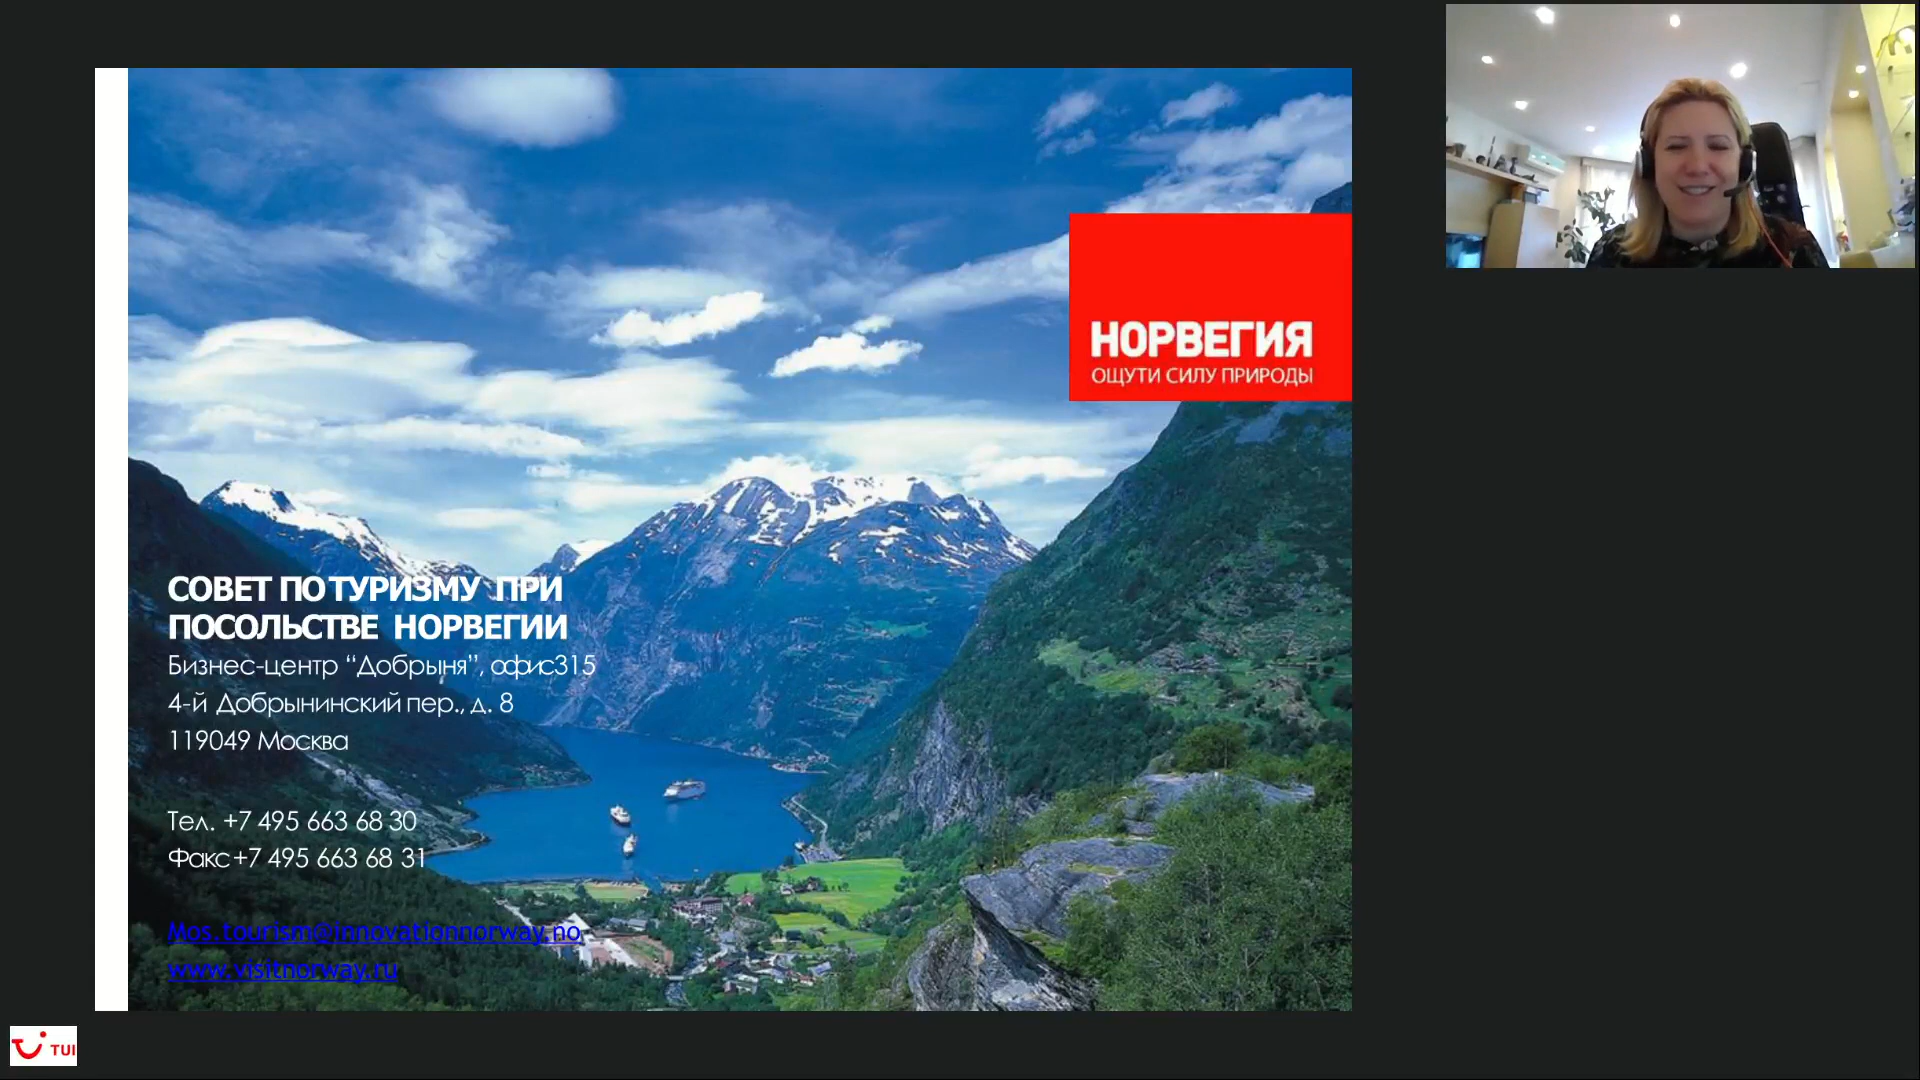 НОРВЕГИЯ
ОЩУТИ СИЛУ ПРИРОДЫ
СОВЕТ ПО ТУРИЗМУ ПРИ
ПОСОЛЬСТВЕ НОРВЕГИИ
Бизнес-центр “Добрыня”, офис315
4-й Добрынинский пер., д. 8
119049 Москва
Тел. +7 495 663 68 30
Факс +7 495 663 68 31
Mos.tourism@innovationnorway.no
www.visitnorway.ru
TUI